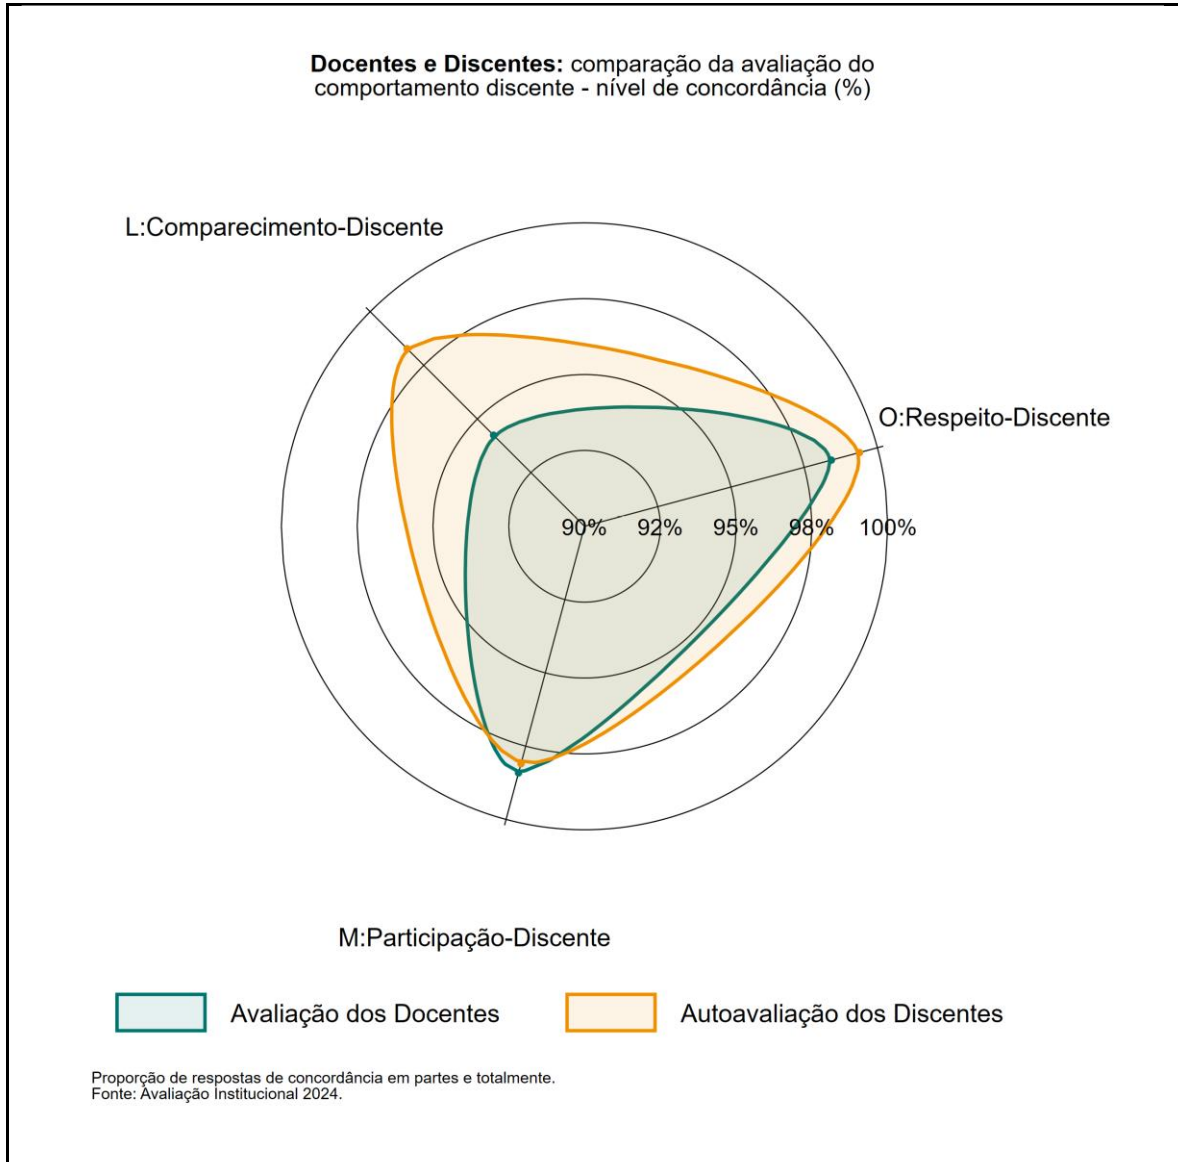 Docentes e Discentes: comparação da avaliação do
comportamento discente - nível de concordância (%)
L:Comparecimento-Discente
O:Respeito-Discente
90% 92% 95% 98% 100%
M:Participação-Discente
Avaliação dos Docentes
Autoavaliação dos Discentes
Proporção de respostas de concordância em partes e totalmente.
Fonte: Avaliação Institucional 2024.